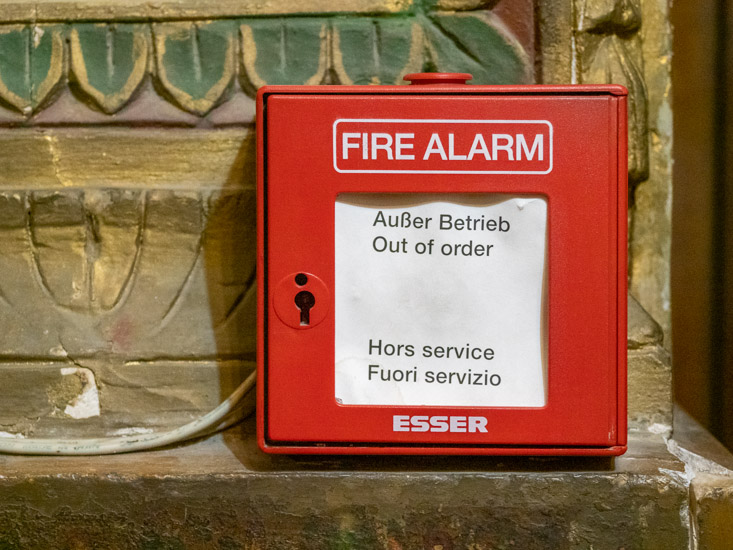 FIRE ALARM
Außer Betrieb
Out of order
Hors service
Fuori servizio
ESSER